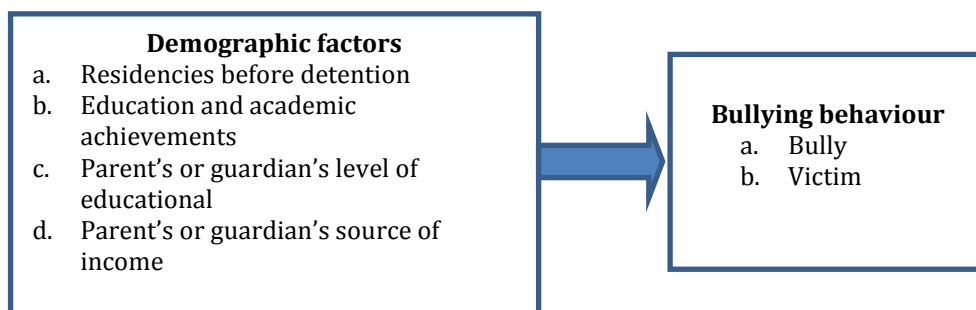 Demographic factors
a. Residencies before detention
b. Education and academic
achievements
c. Parent’s or guardian’s level of
educational
d. Parent’s or guardian’s source of
income
Bullying behaviour
a. Bully
b. Victim